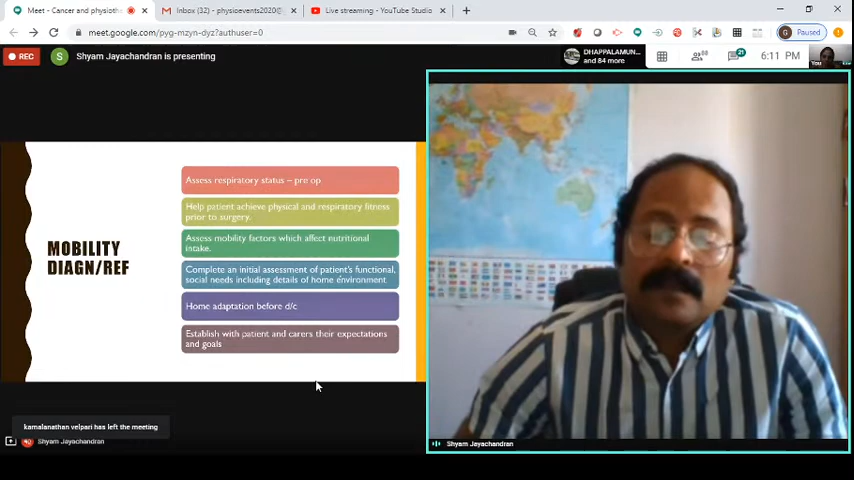 Meet - Cancer and physioth
Inbox (32) - physioevents2020@
Live streaming - YouTube Studio
meet.google.com/pyg-mzyn-dyz?authuser=0
Paused
REC
S
Shyam Jayachandran is presenting
DHAPPALAMUN...
and 84 more
21
6:11 PM
You
MOBILITY
DIAGN/REF
Assess respiratory status – pre op
Help patient achieve physical and respiratory fitness
prior to surgery.
Assess mobility factors which affect nutritional
intake.
Complete an initial assessment of patient's functional,
social needs including details of home environment
Home adaptation before d/c
Establish with patient and carers their expectations
and goals
kamalanathan velpari has left the meeting
Shyam Jayachandran
Shyam Jayachandran